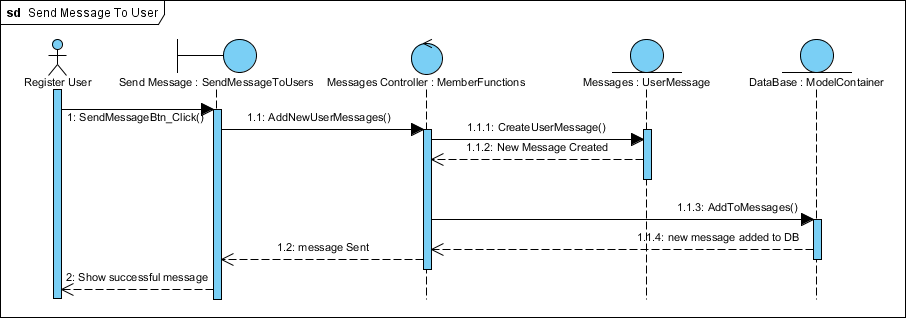 sd Send Message To User
Register User
Send Message : SendMessageToUsers
Messages Controller : MemberFunctions
Messages : UserMessage
DataBase : ModelContainer
1: SendMessageBtn_Click()
1.1: AddNewUserMessages()
1.1.1: CreateUserMessage()
1.1.2: New Message Created
1.1.3: AddToMessages()
1.1.4: new message added to DB
1.2: message Sent
2: Show successful message